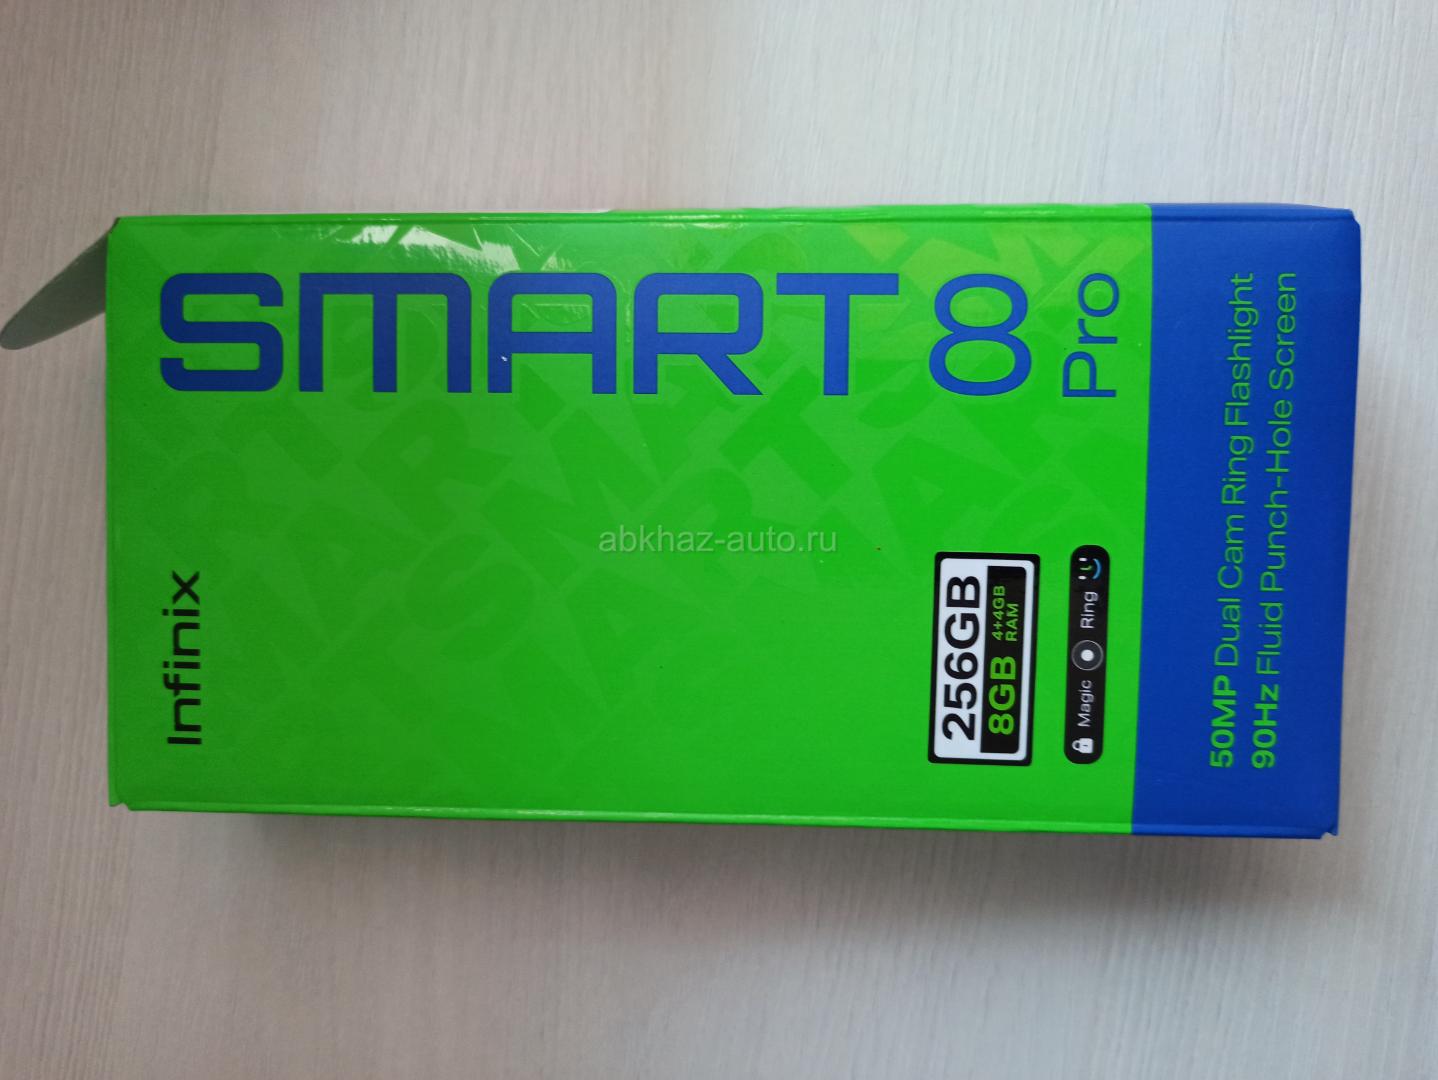 SMART 8
Pro
Infinix
256GB
8GB 4+4GB
RAM
Magic Ring
50MP Dual Cam Ring Flashlight
90Hz Fluid Punch-Hole Screen
abkhaz-auto.ru